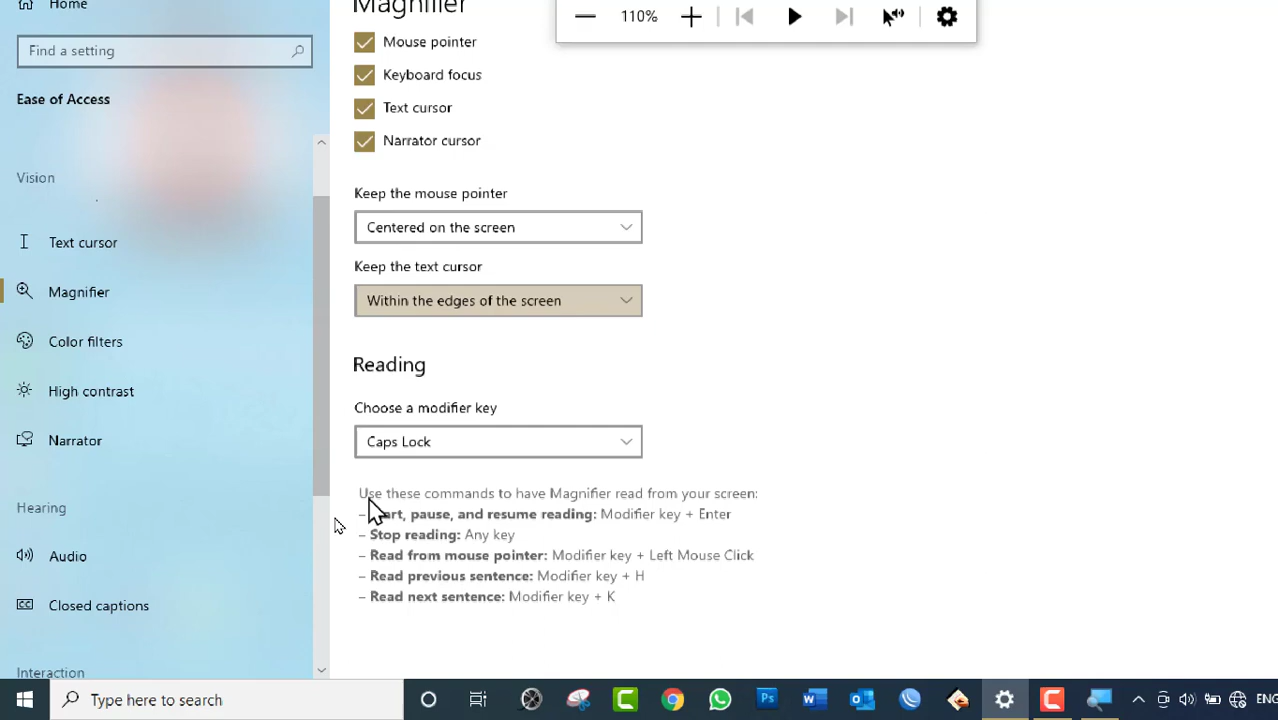 Home
Find a setting
Ease of Access
Vision
Text cursor
Magnifier
Color filters
High contrast
Narrator
Hearing
Audio
Closed captions
Interaction
Magnifier
Mouse pointer
Keyboard focus
Text cursor
Narrator cursor
Keep the mouse pointer
Centered on the screen
Keep the text cursor
Within the edges of the screen
Reading
Choose a modifier key
Caps Lock
Use these commands to have Magnifier read from your screen:
– Start, pause, and resume reading: Modifier key + Enter
– Stop reading: Any key
– Read from mouse pointer: Modifier key + Left Mouse Click
– Read previous sentence: Modifier key + H
– Read next sentence: Modifier key + K
110%
Type here to search
ENG